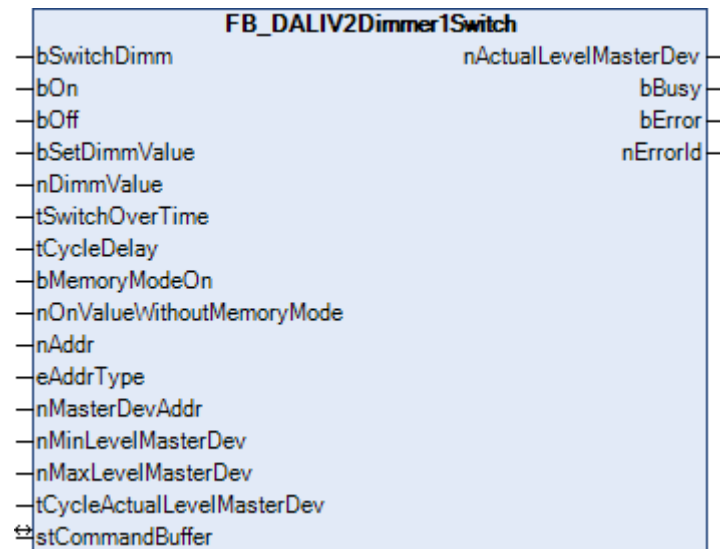 FB_DALIV2Dimmer1Switch
bSwitchDimm nActualLevelMasterDev
bOn bBusy
bOff bError
bSetDimmValue nErrorId
nDimmValue
tSwitchOverTime
tCycleDelay
bMemoryModeOn
nOnValueWithoutMemoryMode
nAddr
eAddrType
nMasterDevAddr
nMinLevelMasterDev
nMaxLevelMasterDev
tCycleActualLevelMasterDev
stCommandBuffer